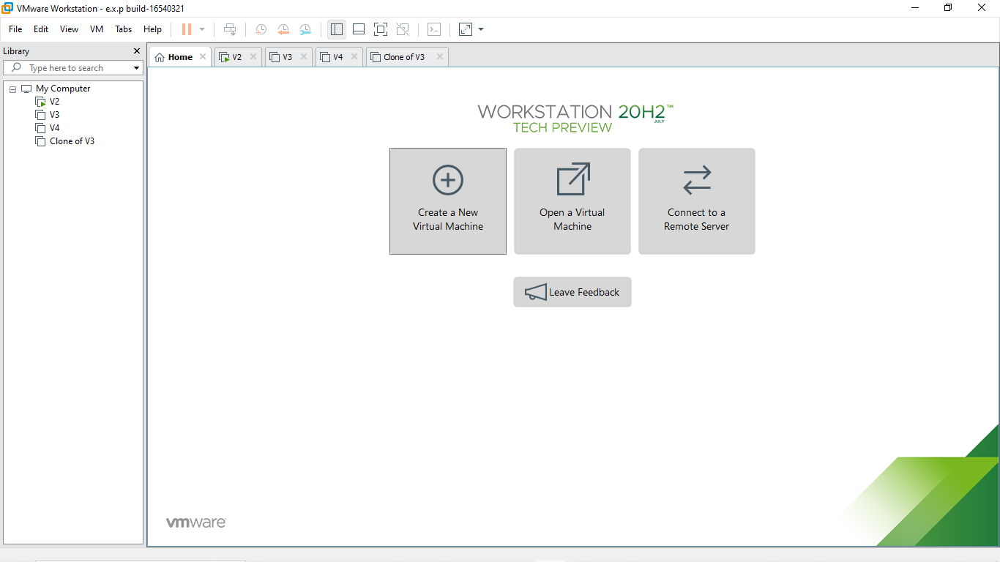 VMware Workstation - e.x.p build-16540321
File Edit View VM Tabs Help
Library
Type here to search
My Computer
V2
V3
V4
Clone of V3
Home V2 V3 V4 Clone of V3
WORKSTATION 20H2™
JULY
TECH PREVIEW
Create a New
Virtual Machine
Open a Virtual
Machine
Connect to a
Remote Server
Leave Feedback
vmware